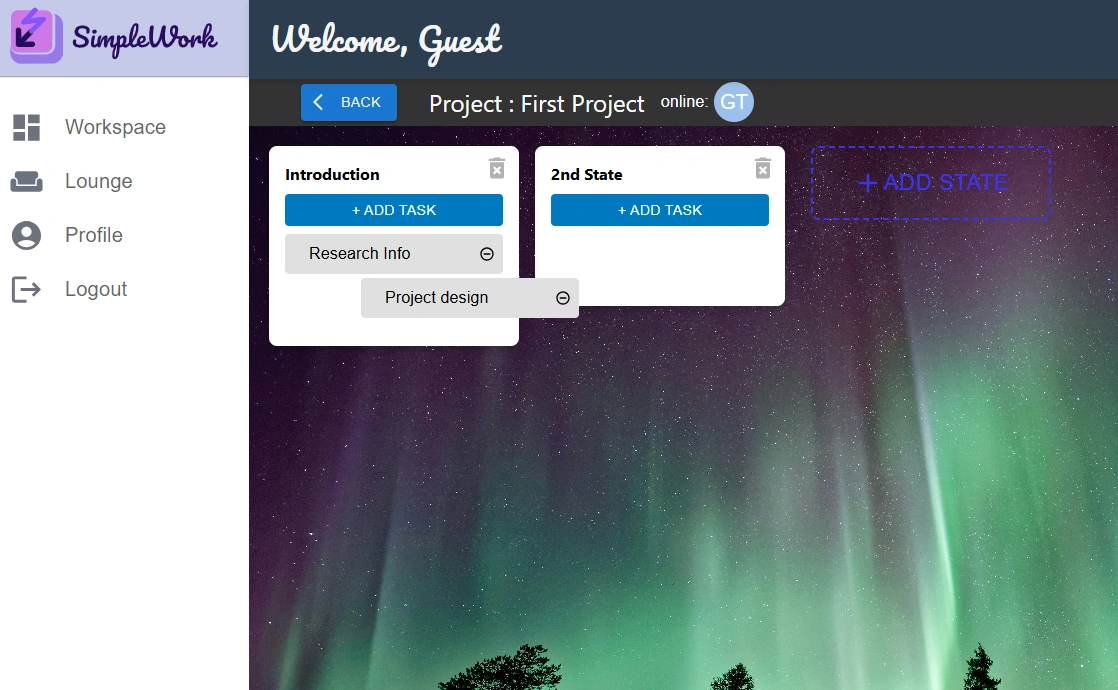 SimpleWork
Welcome, Guest
BACK
Project : First Project
online:
GT
Workspace
Lounge
Profile
Logout
Introduction
+ ADD TASK
Research Info
Project design
2nd State
+ ADD TASK
+ ADD STATE